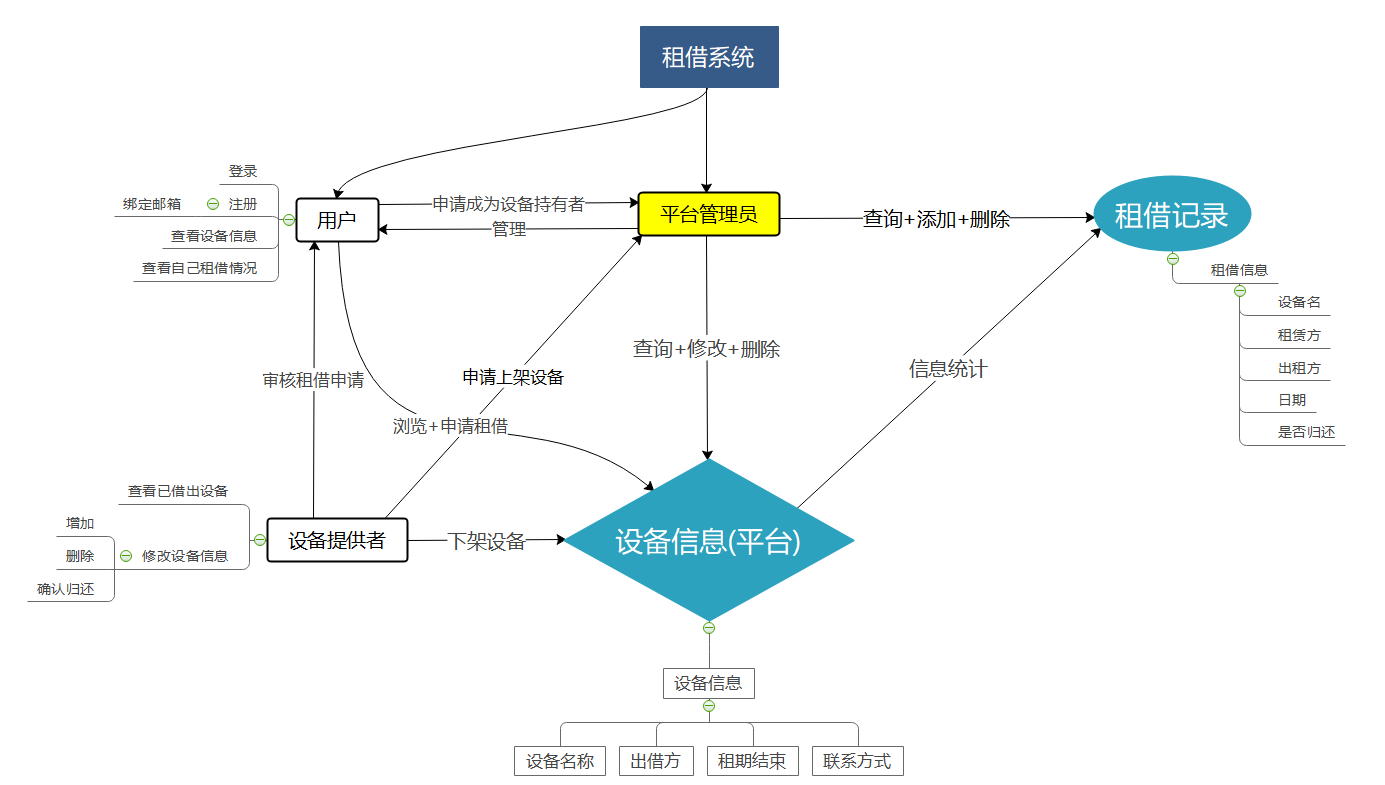 租借系统
登录
绑定邮箱
注册
查看设备信息
查看自己租借情况
用户
申请成为设备持有者
管理
平台管理员
查询+添加+删除
租借记录
租借信息
设备名
租赁方
出租方
日期
是否归还
查询+修改+删除
信息统计
审核租借申请
申请上架设备
浏览+申请租借
查看已借出设备
增加
删除
修改设备信息
确认归还
设备提供者
下架设备
设备信息(平台)
设备信息
设备名称
出借方
租期结束
联系方式